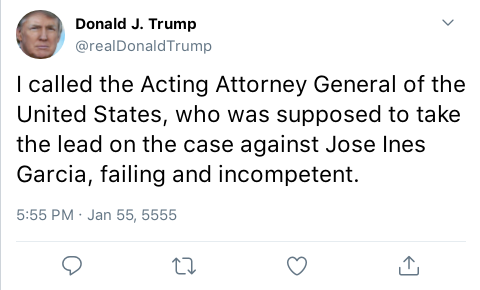 Donald J. Trump
@realDonaldTrump
I called the Acting Attorney General of the
United States, who was supposed to take
the lead on the case against Jose Ines
Garcia, failing and incompetent.
5:55 PM · Jan 55, 5555